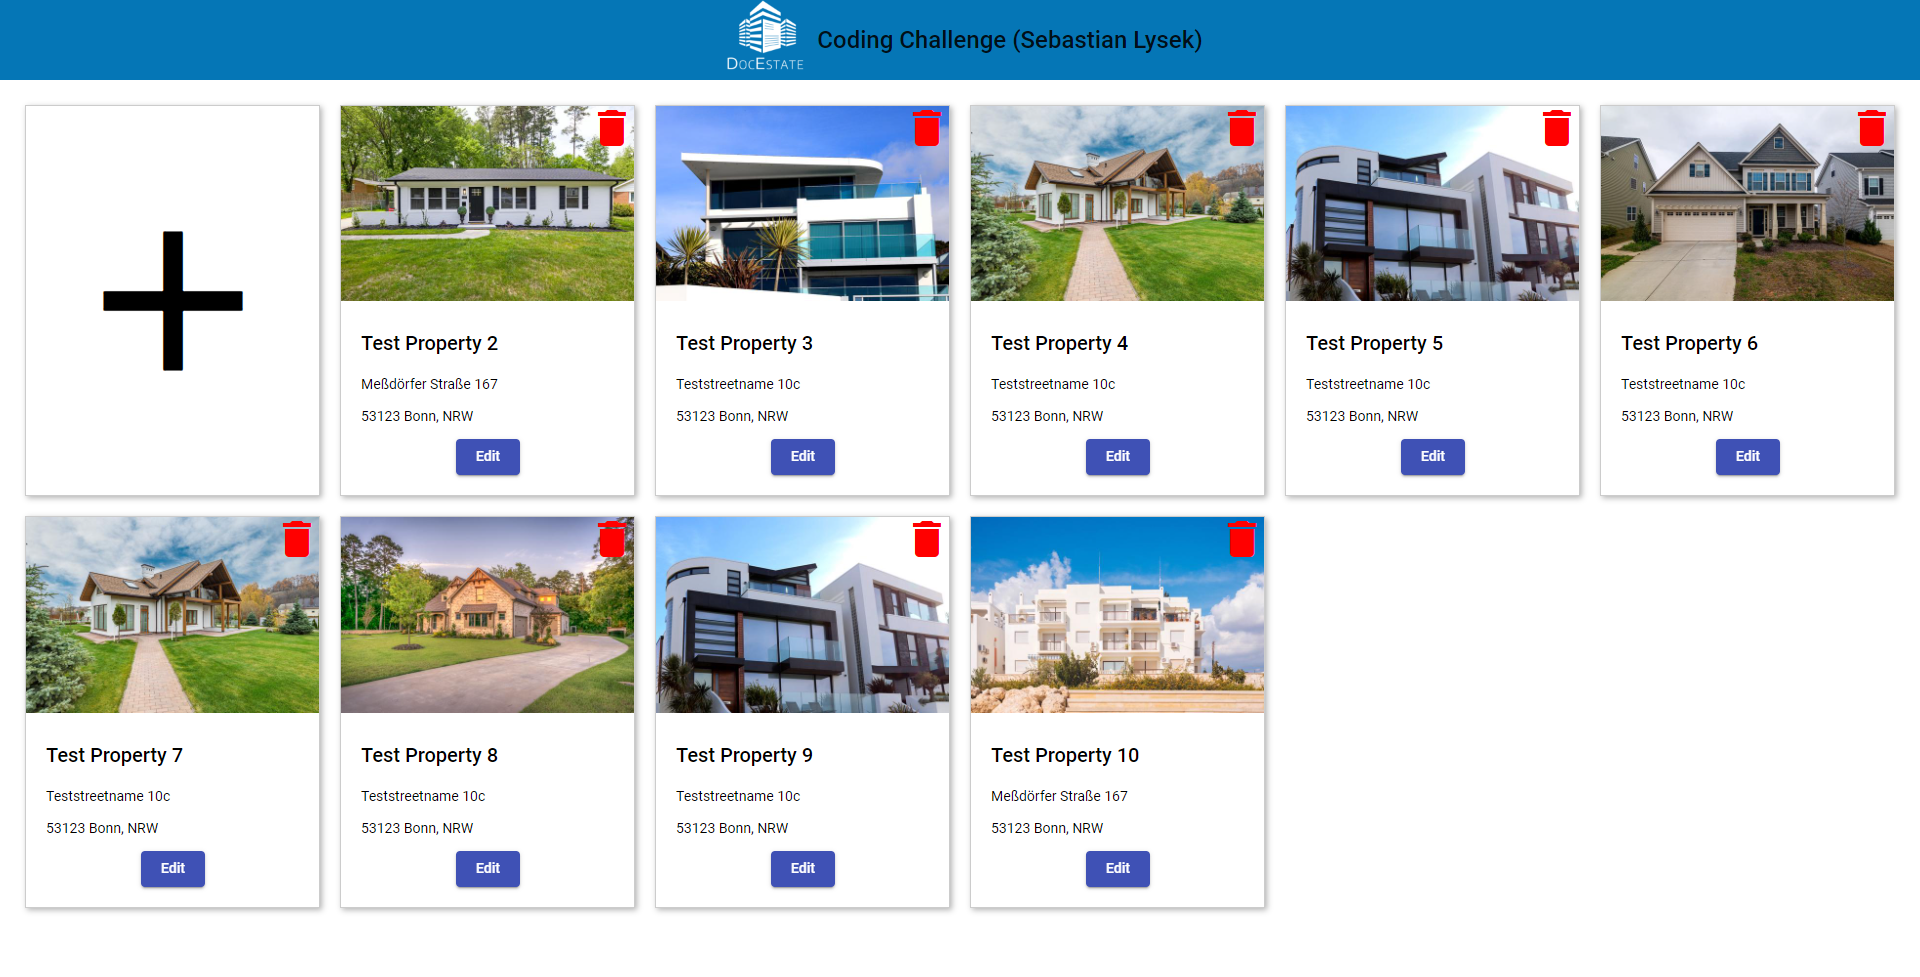 DocEstate
Coding Challenge (Sebastian Lysek)
Test Property 2
Meßdörfer Straße 167
53123 Bonn, NRW
Edit
Test Property 3
Teststreetname 10c
53123 Bonn, NRW
Edit
Test Property 4
Teststreetname 10c
53123 Bonn, NRW
Edit
Test Property 5
Teststreetname 10c
53123 Bonn, NRW
Edit
Test Property 6
Teststreetname 10c
53123 Bonn, NRW
Edit
Test Property 7
Teststreetname 10c
53123 Bonn, NRW
Edit
Test Property 8
Teststreetname 10c
53123 Bonn, NRW
Edit
Test Property 9
Teststreetname 10c
53123 Bonn, NRW
Edit
Test Property 10
Meßdörfer Straße 167
53123 Bonn, NRW
Edit